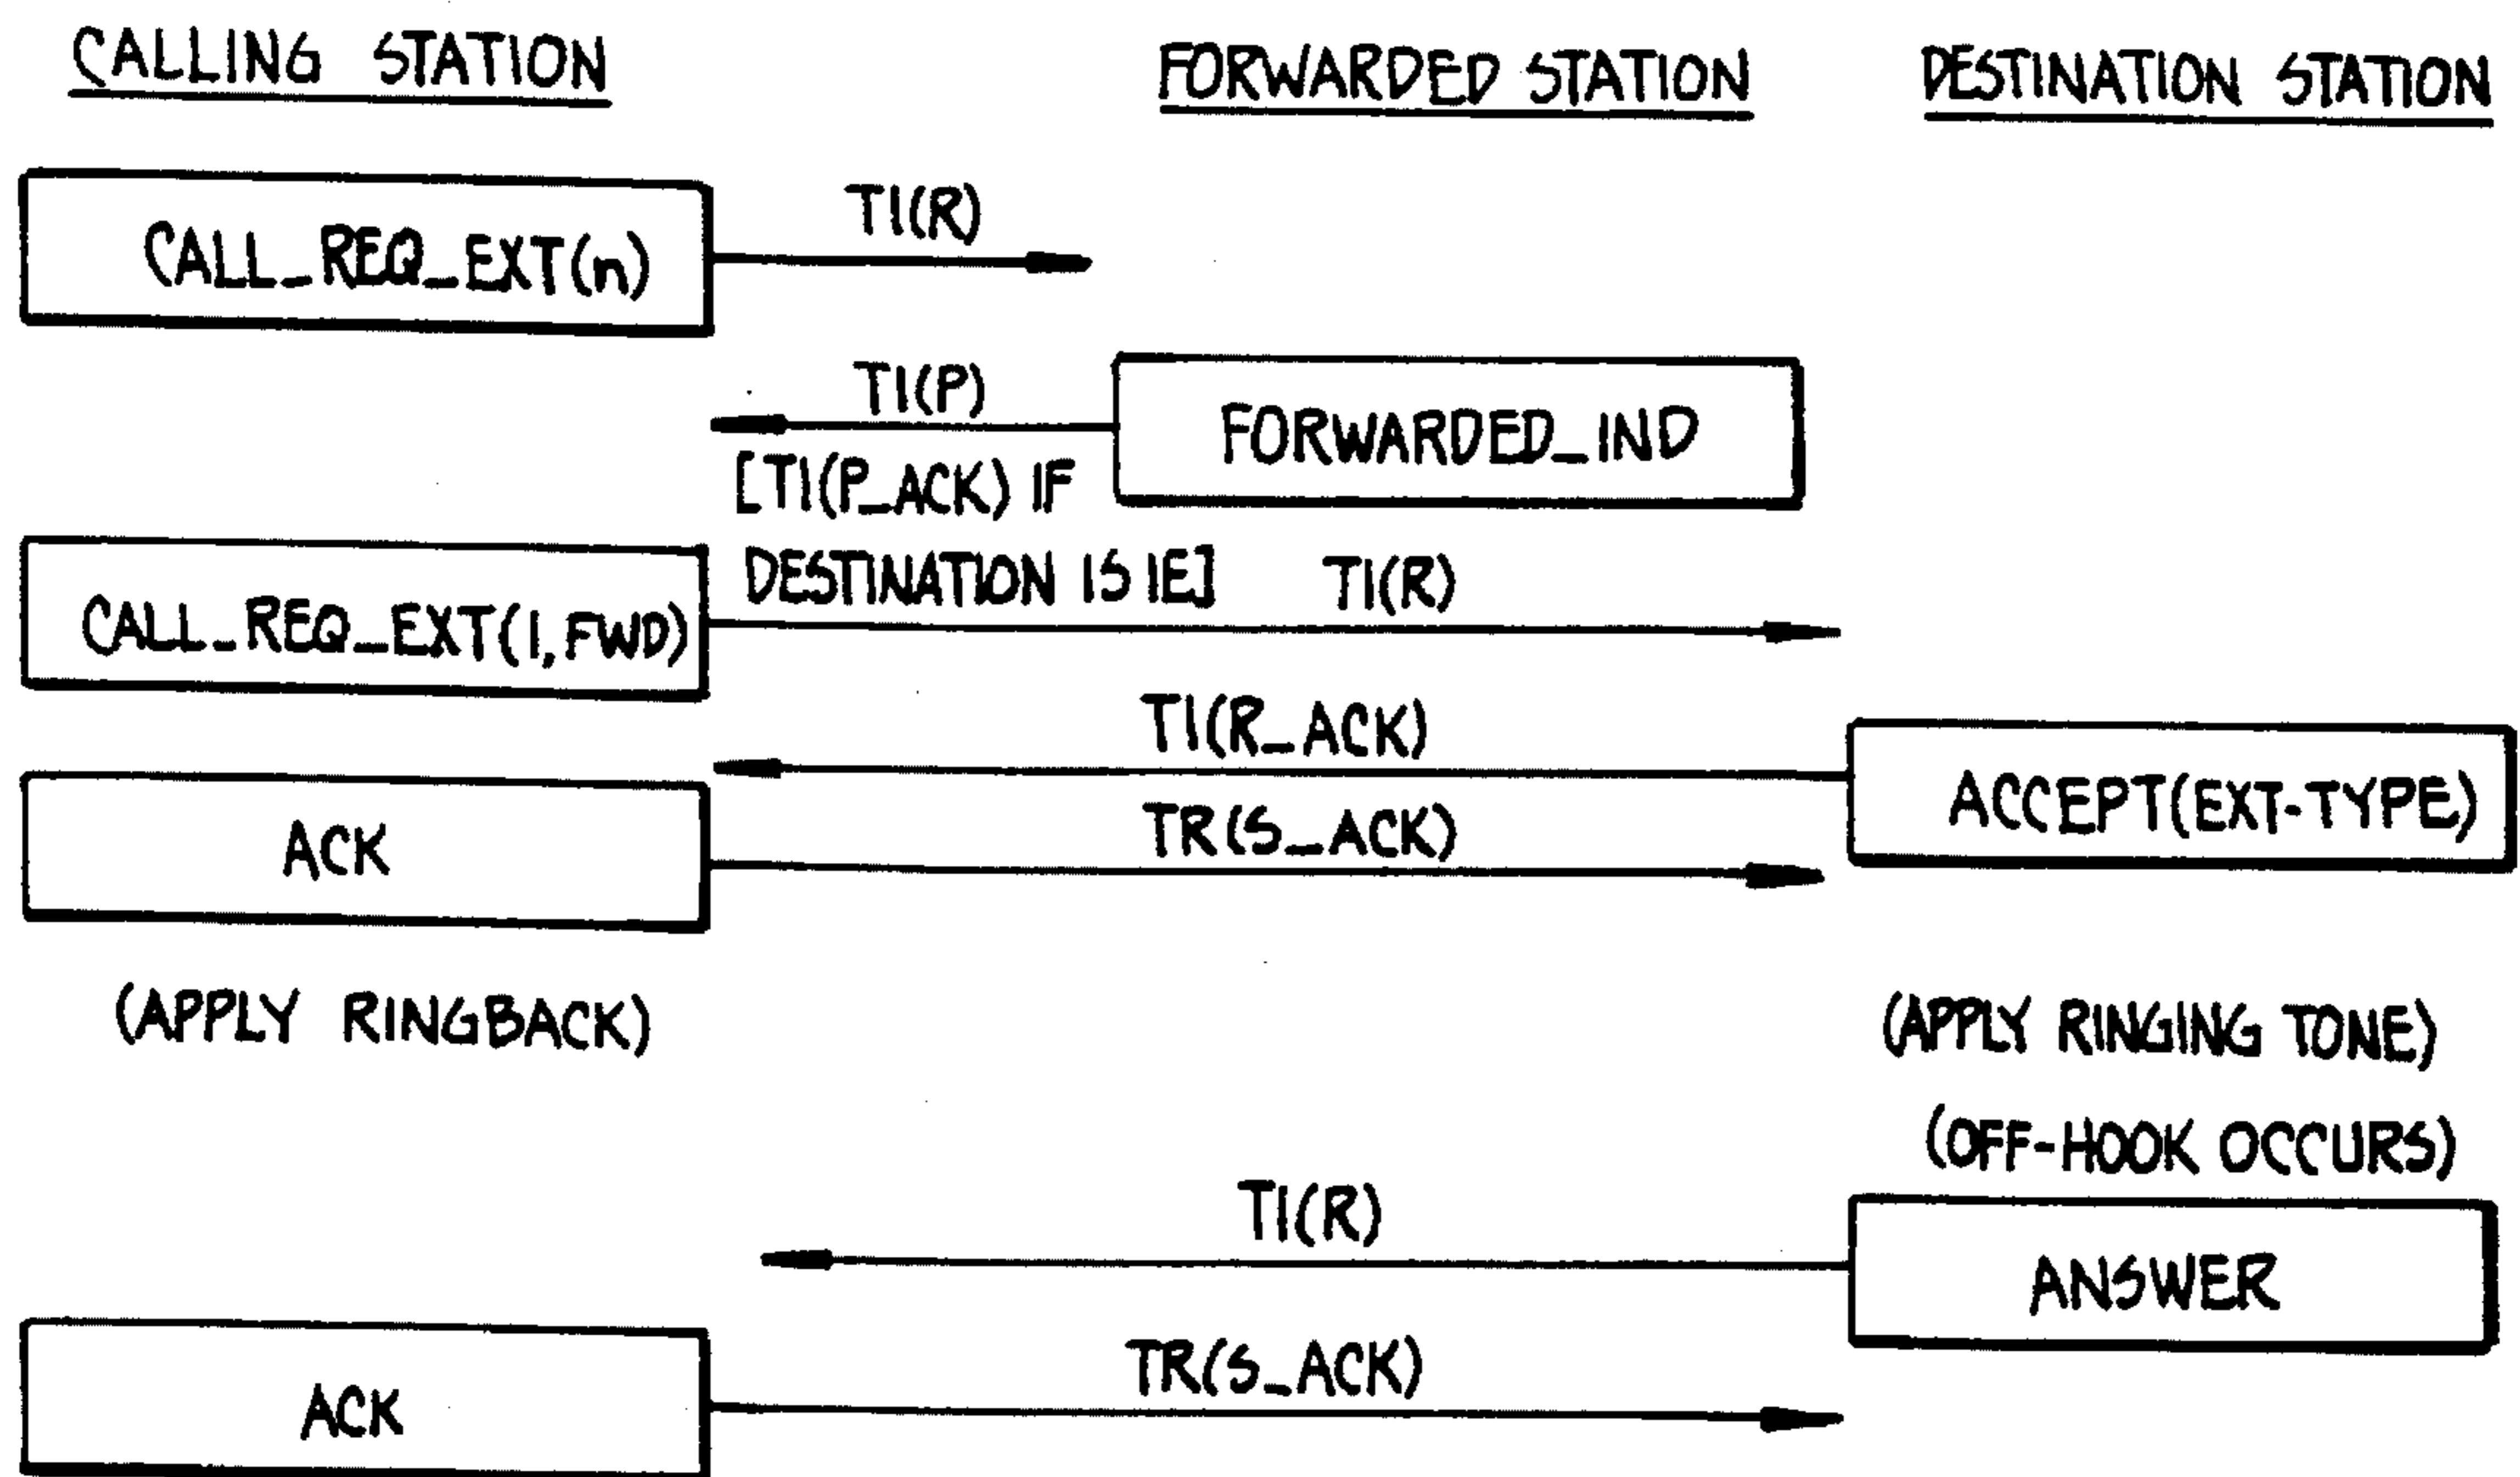 CALLING STATION
FORWARDED STATION
DESTINATION STATION
TI(R)
CALL_REQ_EXT(n)
TI(P)
FORWARDED_IND
[TI(P_ACK) IF
DESTINATION IS IE]
TI(R)
CALL_REQ_EXT(1, FWD)
TI(R_ACK)
ACCEPT(EXT-TYPE)
TR(S_ACK)
ACK
(APPLY RINGBACK)
(APPLY RINGING TONE)
(OFF-HOOK OCCURS)
TI(R)
ANSWER
TR(S_ACK)
ACK